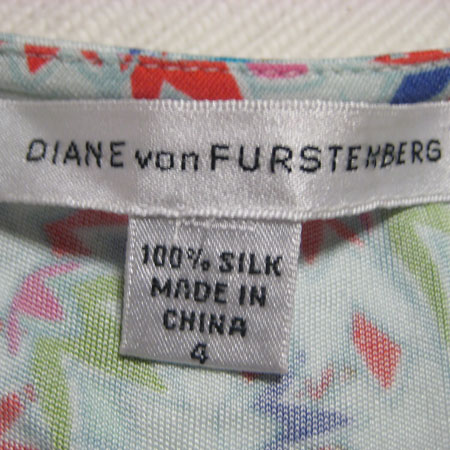 DIANE von FURSTENBERG
100% SILK
MADE IN
CHINA
4